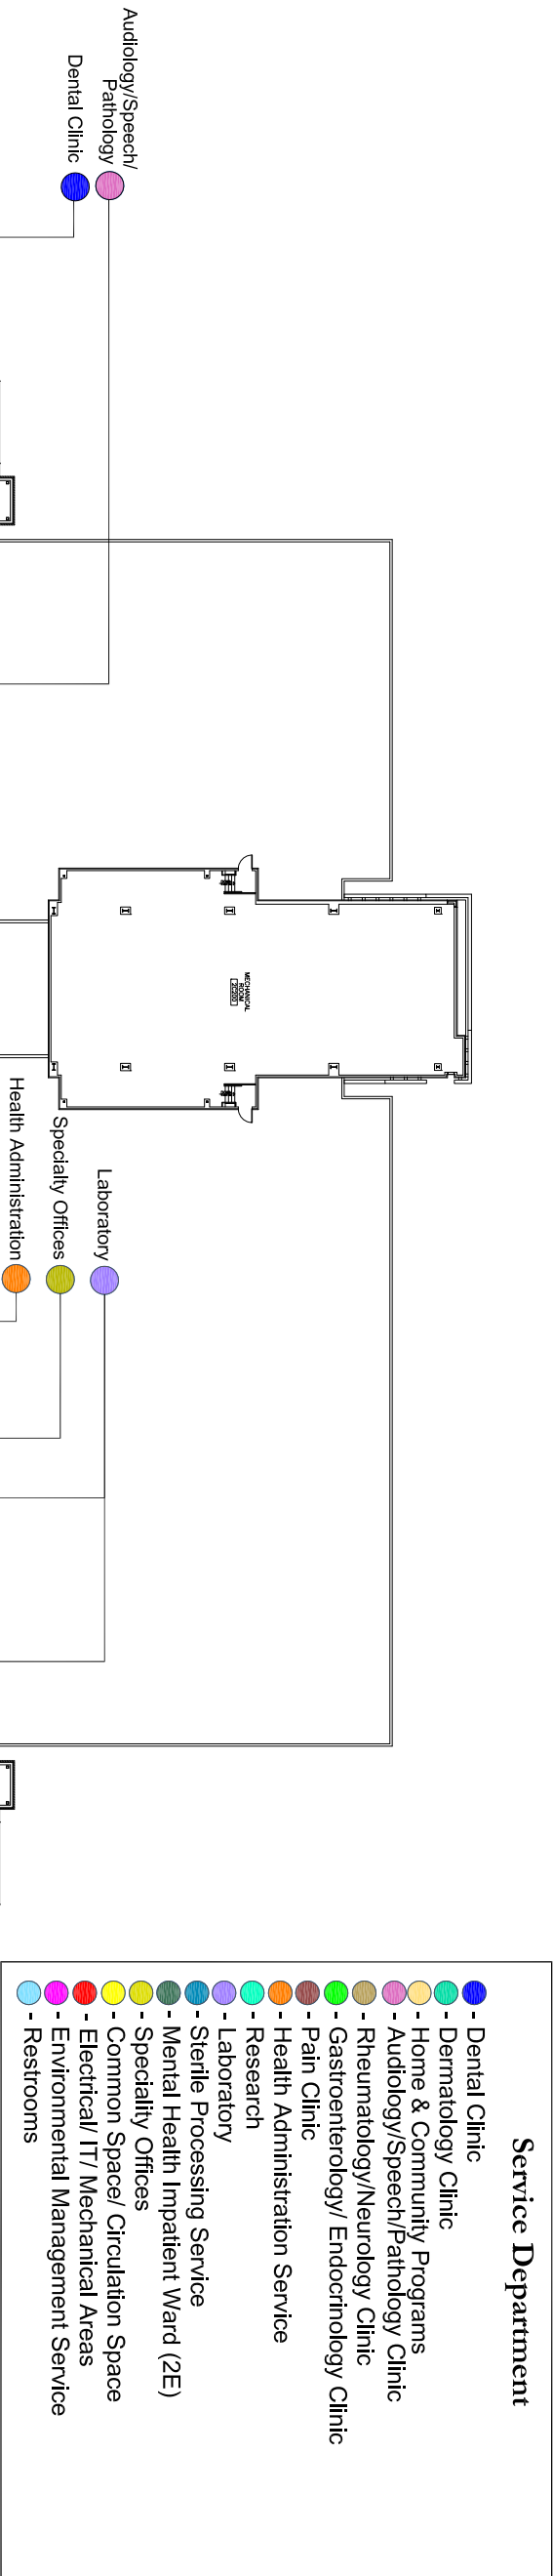 Audiology/Speech/
Pathology
Dental Clinic
MECHANICAL
ROOM
2C200
Laboratory
Specialty Offices
Health Administration
Service Department
- Dental Clinic
- Dermatology Clinic
- Home & Community Programs
- Audiology/Speech/Pathology Clinic
- Rheumatology/Neurology Clinic
- Gastroenterology/ Endocrinology Clinic
- Pain Clinic
- Health Administration Service
- Research
- Laboratory
- Sterile Processing Service
- Mental Health Impatient Ward (2E)
- Speciality Offices
- Common Space/ Circulation Space
- Electrical/ IT/ Mechanical Areas
- Environmental Management Service
- Restrooms